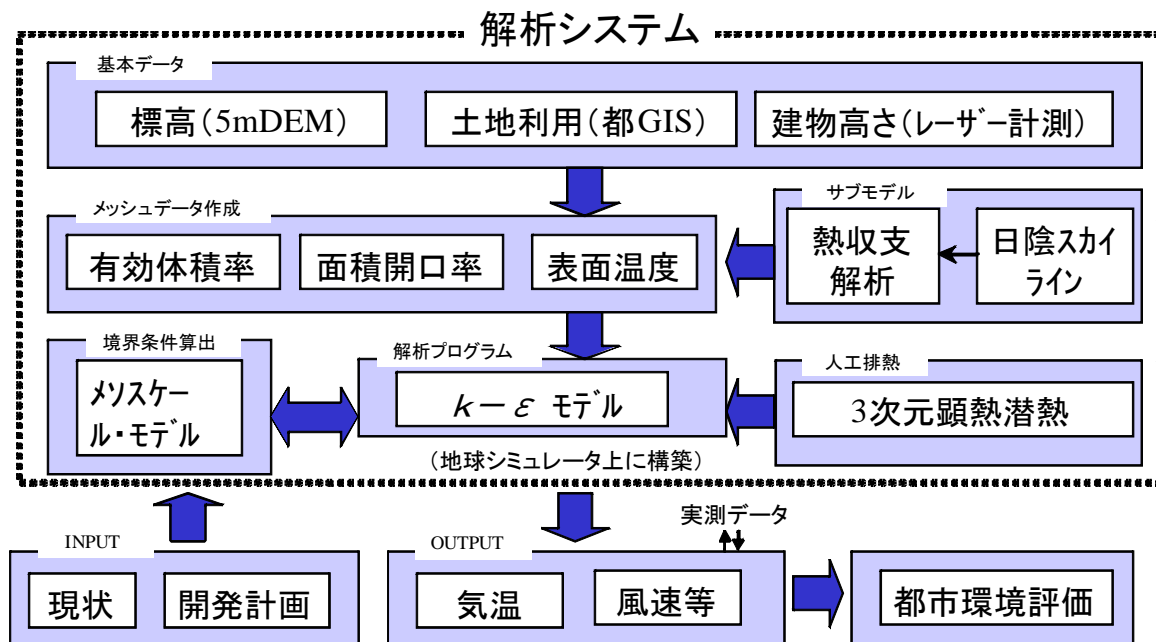 解析システム
基本データ
標高(5mDEM)
土地利用(都GIS)
建物高さ(ﾚｰｻﾞｰ計測)
メッシュデータ作成
有効体積率
面積開口率
表面温度
サブモデル
熱収支
解析
日陰ｽｶｲ
ﾗｲﾝ
境界条件算出
ﾒｿｽｹｰ
ﾙ・ﾓﾃﾞﾙ
解析プログラム
k－ε ﾓﾃﾞﾙ
(地球シミュレータ上に構築)
人工排熱
3次元顕熱潜熱
INPUT
現状
開発計画
OUTPUT
気温
風速等
実測データ
都市環境評価